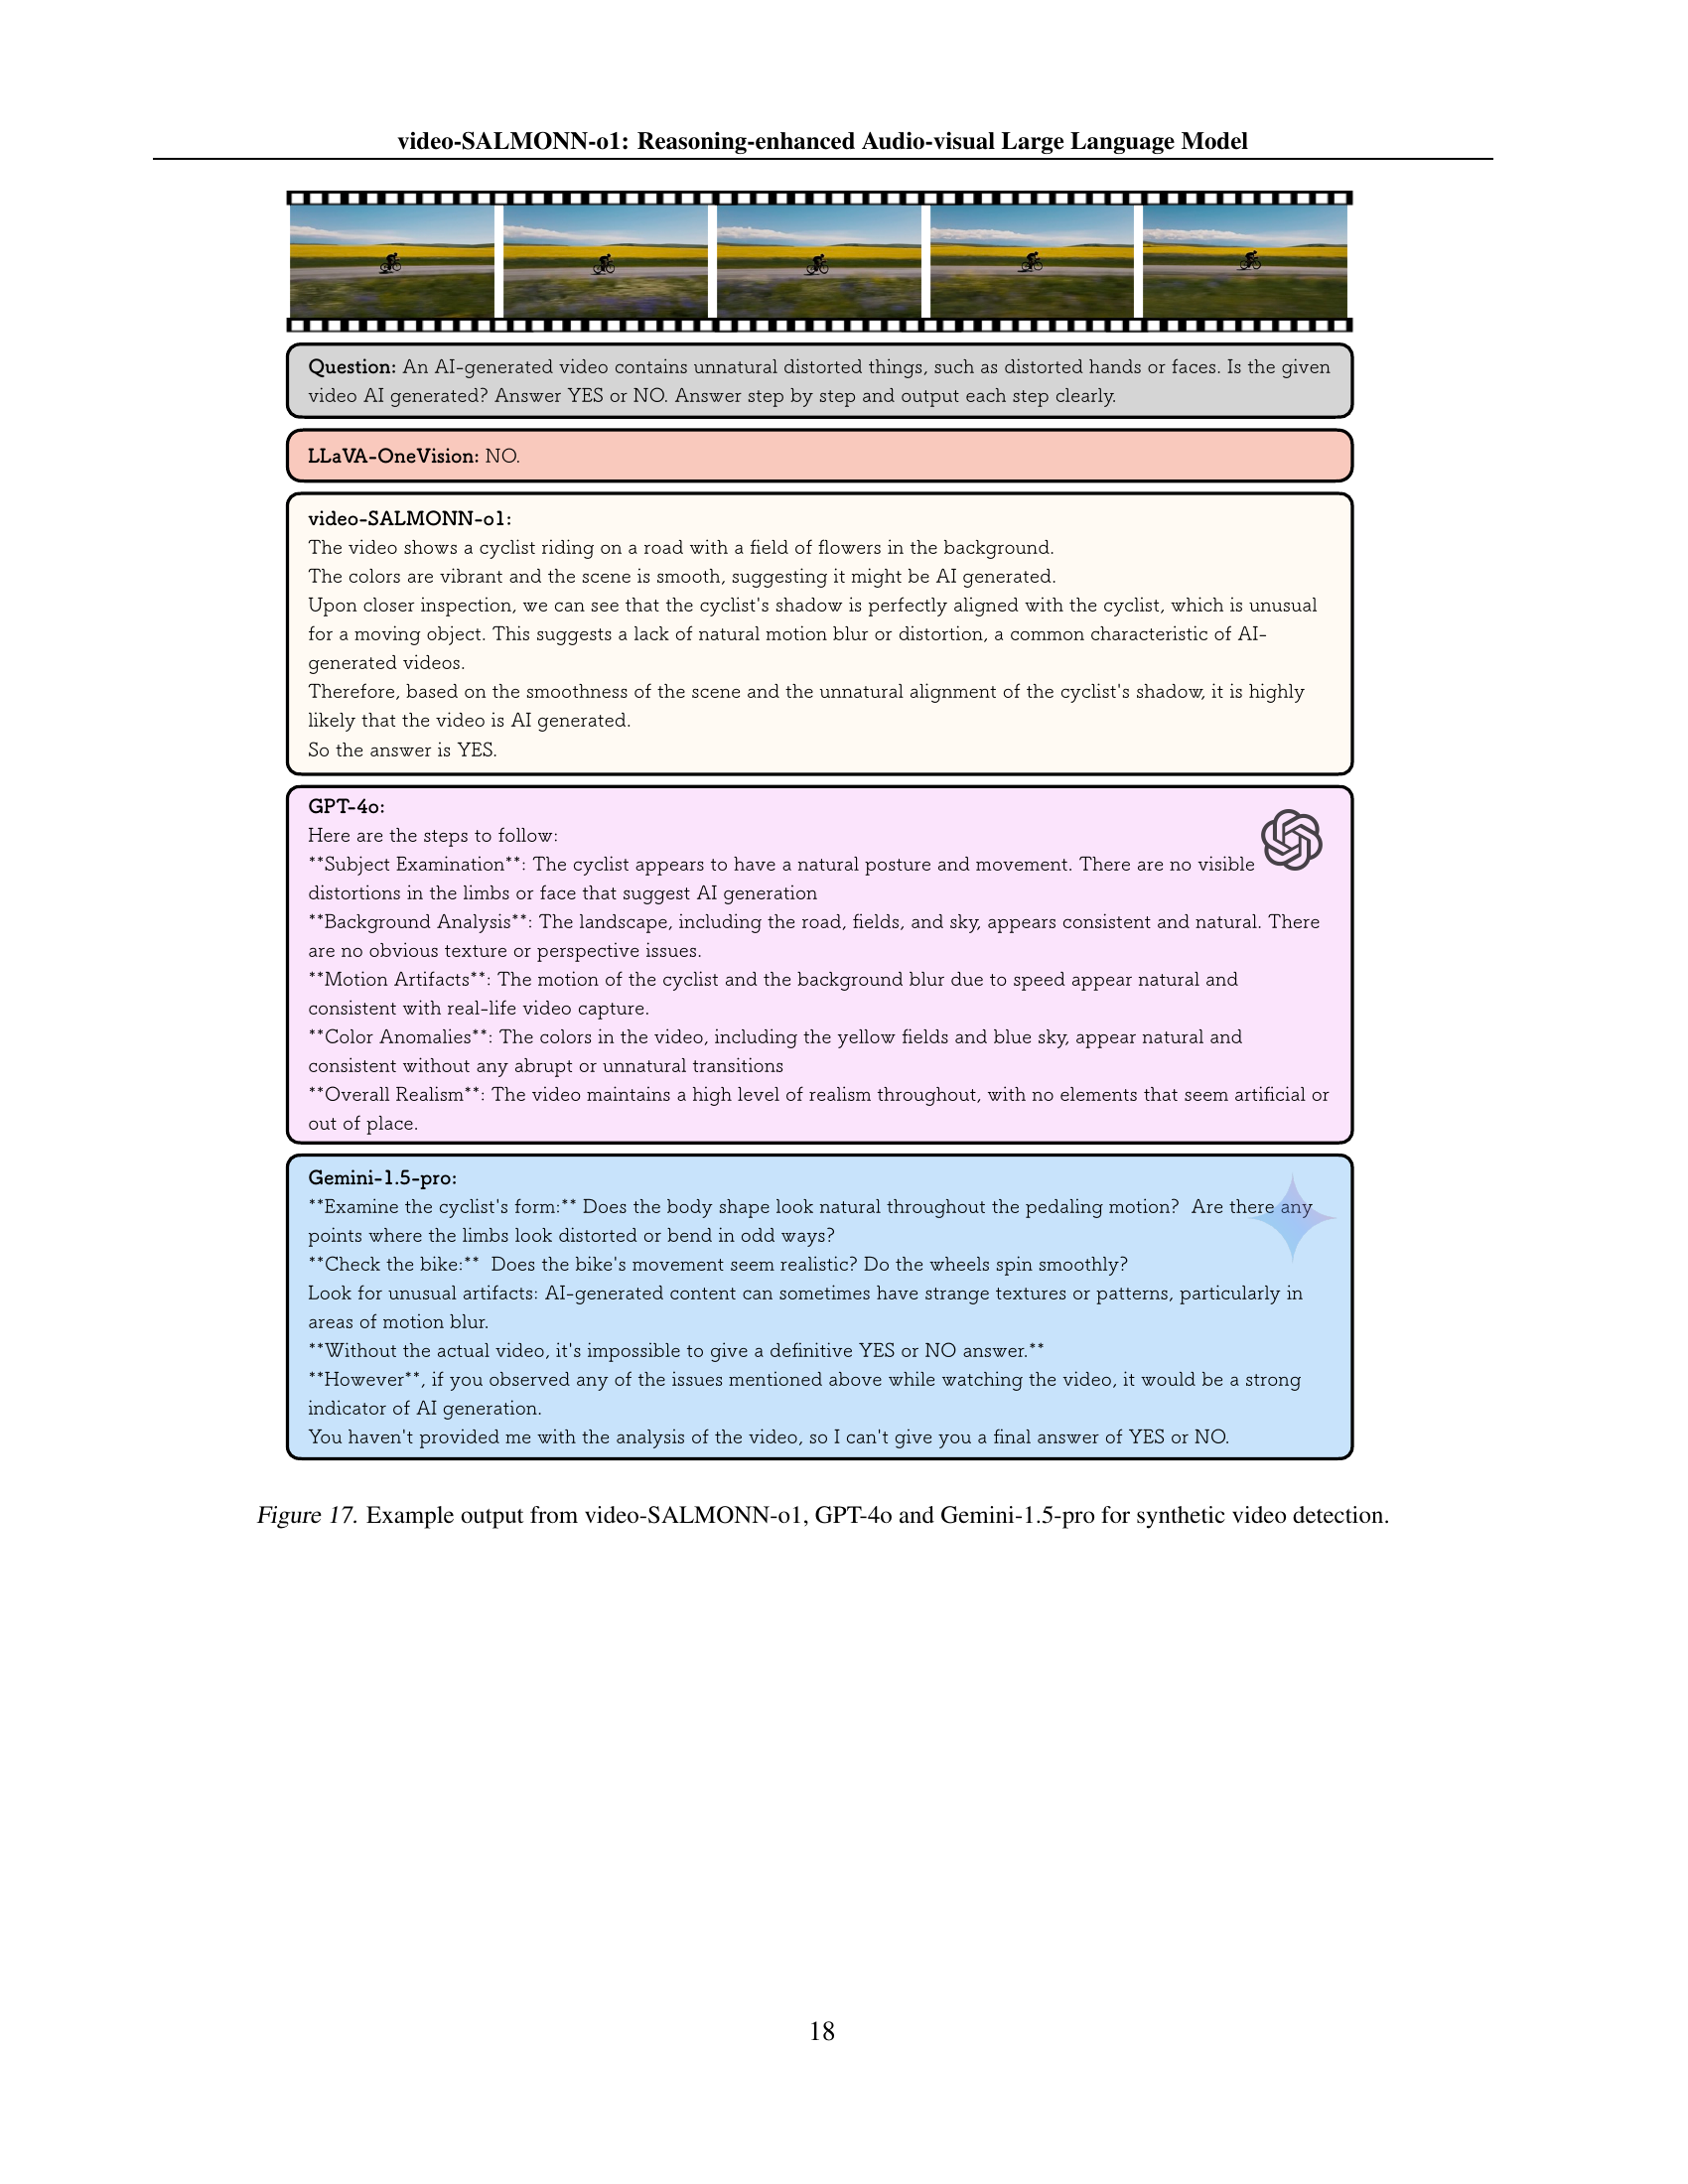 video-SALMONN-o1: Reasoning-enhanced Audio-visual Large Language Model
Question: An AI-generated video contains unnatural distorted things, such as distorted hands or faces. Is the given
video AI generated? Answer YES or NO. Answer step by step and output each step clearly.
LLaVA-OneVision: NO.
video-SALMONN-o1:
The video shows a cyclist riding on a road with a field of flowers in the background.
The colors are vibrant and the scene is smooth, suggesting it might be AI generated.
Upon closer inspection, we can see that the cyclist's shadow is perfectly aligned with the cyclist, which is unusual
for a moving object. This suggests a lack of natural motion blur or distortion, a common characteristic of AI-
generated videos.
Therefore, based on the smoothness of the scene and the unnatural alignment of the cyclist's shadow, it is highly
likely that the video is AI generated.
So the answer is YES.
GPT-4o:
Here are the steps to follow:
**Subject Examination**: The cyclist appears to have a natural posture and movement. There are no visible
distortions in the limbs or face that suggest AI generation
**Background Analysis**: The landscape, including the road, fields, and sky, appears consistent and natural. There
are no obvious texture or perspective issues.
**Motion Artifacts**: The motion of the cyclist and the background blur due to speed appear natural and
consistent with real-life video capture.
**Color Anomalies**: The colors in the video, including the yellow fields and blue sky, appear natural and
consistent without any abrupt or unnatural transitions
**Overall Realism**: The video maintains a high level of realism throughout, with no elements that seem artificial or
out of place.
Gemini-1.5-pro:
**Examine the cyclist's form:** Does the body shape look natural throughout the pedaling motion?  Are there any
points where the limbs look distorted or bend in odd ways?
**Check the bike:**  Does the bike's movement seem realistic? Do the wheels spin smoothly?
Look for unusual artifacts: AI-generated content can sometimes have strange textures or patterns, particularly in
areas of motion blur.
**Without the actual video, it's impossible to give a definitive YES or NO answer.**
**However**, if you observed any of the issues mentioned above while watching the video, it would be a strong
indicator of AI generation.
You haven't provided me with the analysis of the video, so I can't give you a final answer of YES or NO.
Figure 17. Example output from video-SALMONN-o1, GPT-4o and Gemini-1.5-pro for synthetic video detection.
18